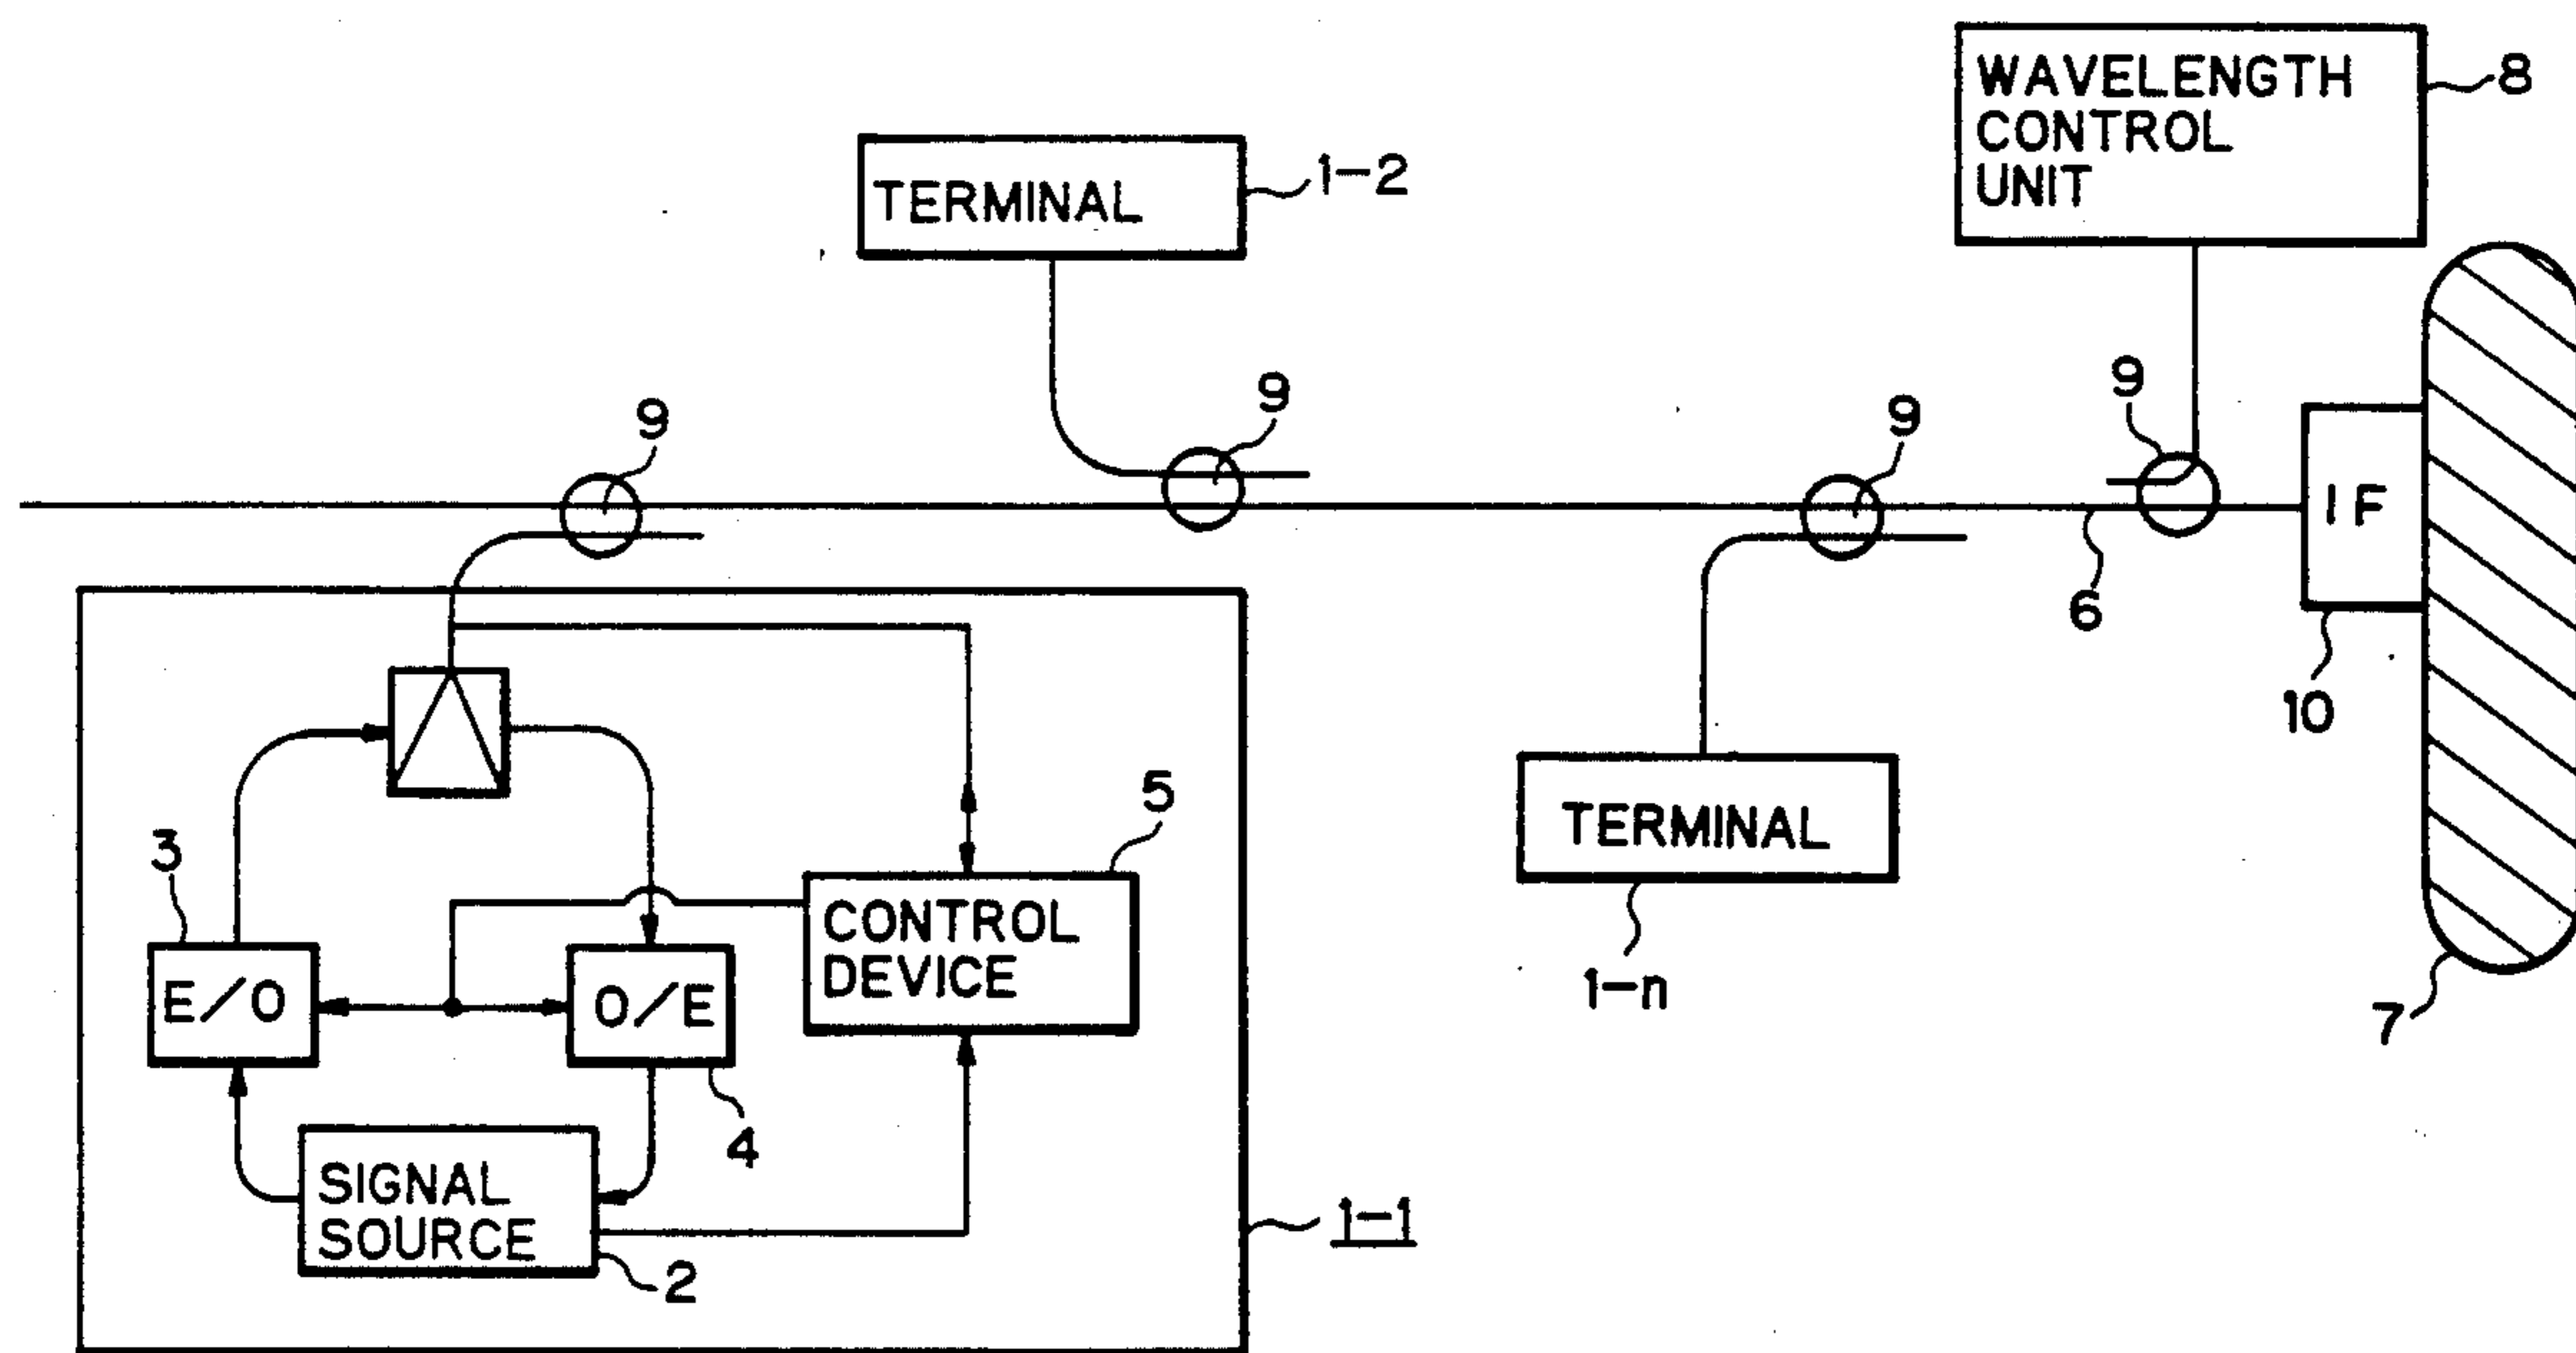 WAVELENGTH
CONTROL
UNIT
8
TERMINAL
1-2
9
9
9
9
IF
6
10
7
TERMINAL
1-n
5
CONTROL
DEVICE
3
E/O
O/E
4
SIGNAL
SOURCE
2
1-1